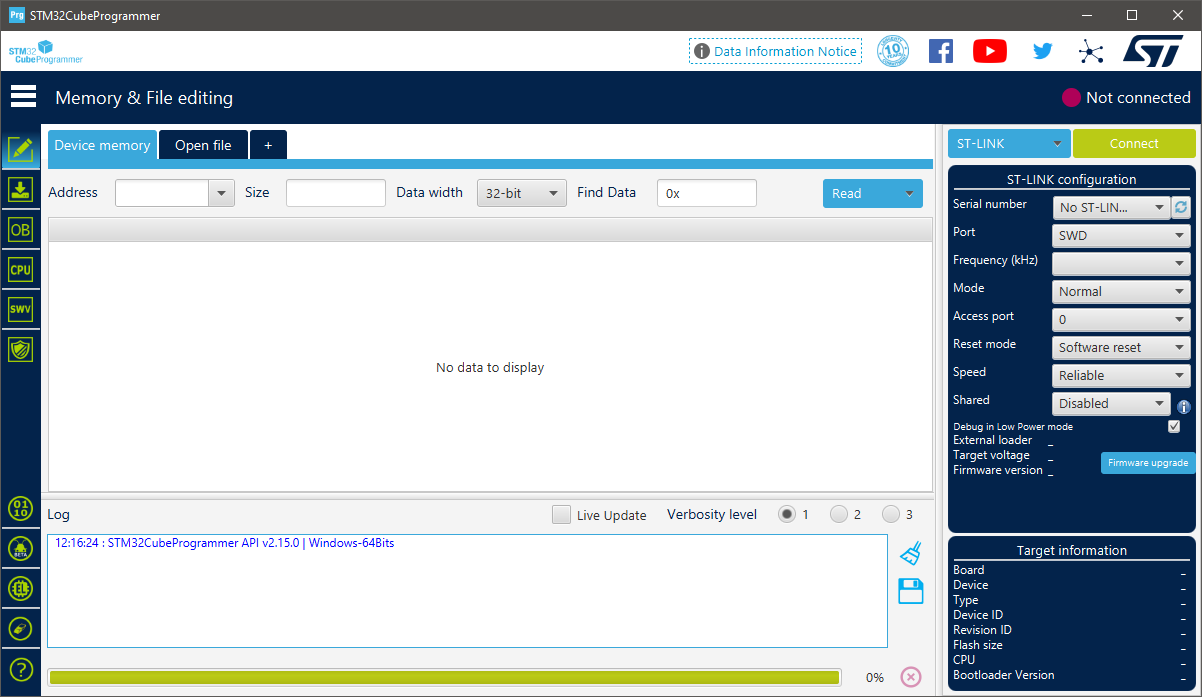 Prg STM32CubeProgrammer
STM32
CubeProgrammer
Data Information Notice
10 YEARS
Memory & File editing
Not connected
Device memory Open file +
Address Size Data width 32-bit Find Data 0x Read
No data to display
OB
CPU
SWV
01
10
BETA
EL
?
Log Live Update Verbosity level 1 2 3
12:16:24 : STM32CubeProgrammer API v2.15.0 | Windows-64Bits
0%
ST-LINK Connect
ST-LINK configuration
Serial number No ST-LIN...
Port SWD
Frequency (kHz)
Mode Normal
Access port 0
Reset mode Software reset
Speed Reliable
Shared Disabled
Debug in Low Power mode
External loader _
Target voltage _
Firmware version _
Firmware upgrade
Target information
Board _
Device _
Type _
Device ID _
Revision ID _
Flash size _
CPU _
Bootloader Version _